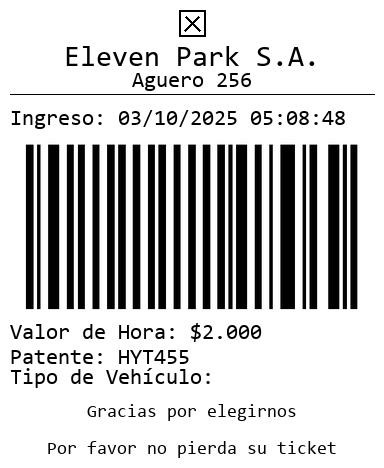 Eleven Park S.A.
Aguero 256
Ingreso: 03/10/2025 05:08:48
Valor de Hora: $2.000
Patente: HYT455
Tipo de Vehículo:
Gracias por elegirnos
Por favor no pierda su ticket